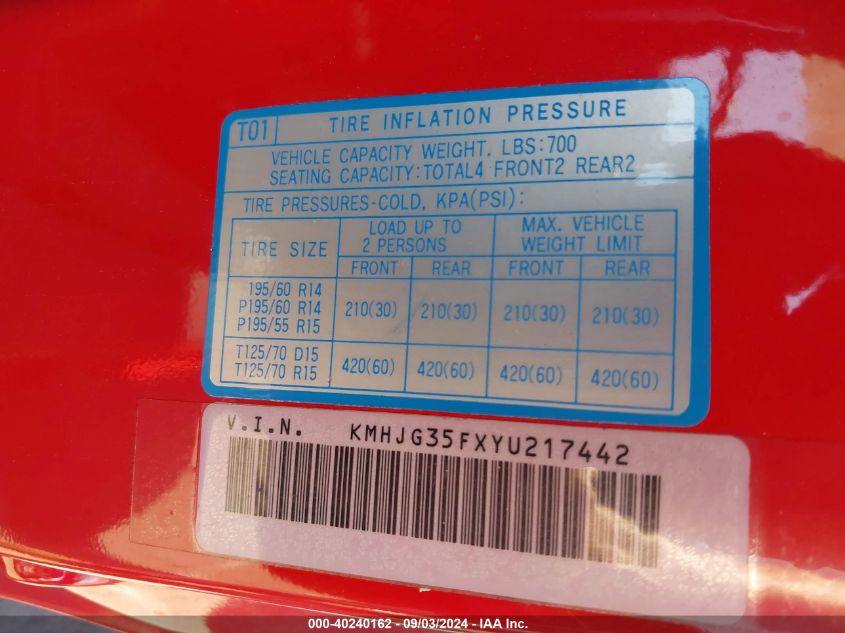 T01 TIRE INFLATION PRESSURE
VEHICLE CAPACITY WEIGHT. LBS:700
SEATING CAPACITY:TOTAL4 FRONT2 REAR2
TIRE PRESSURES-COLD, KPA(PSI):
TIRE SIZE
LOAD UP TO
2 PERSONS
MAX. VEHICLE
WEIGHT LIMIT
FRONT REAR FRONT REAR
195/60 R14
P195/60 R14
P195/55 R15
210(30) 210(30) 210(30) 210(30)
T125/70 D15
T125/70 R15
420(60) 420(60) 420(60) 420(60)
V.I.N. KMHJG35FXYU217442
000-40240162 - 09/03/2024 - IAA Inc.